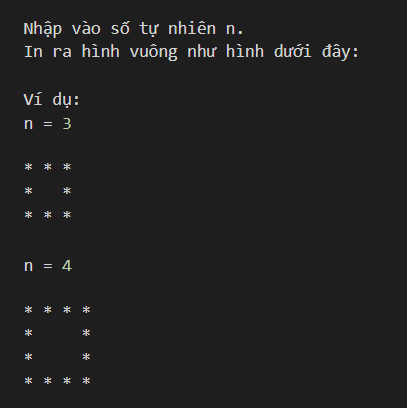 Nhập vào số tự nhiên n.
In ra hình vuông như hình dưới đây:
Ví dụ:
n = 3
* * *
*   *
* * *
n = 4
* * * *
*     *
*     *
* * * *